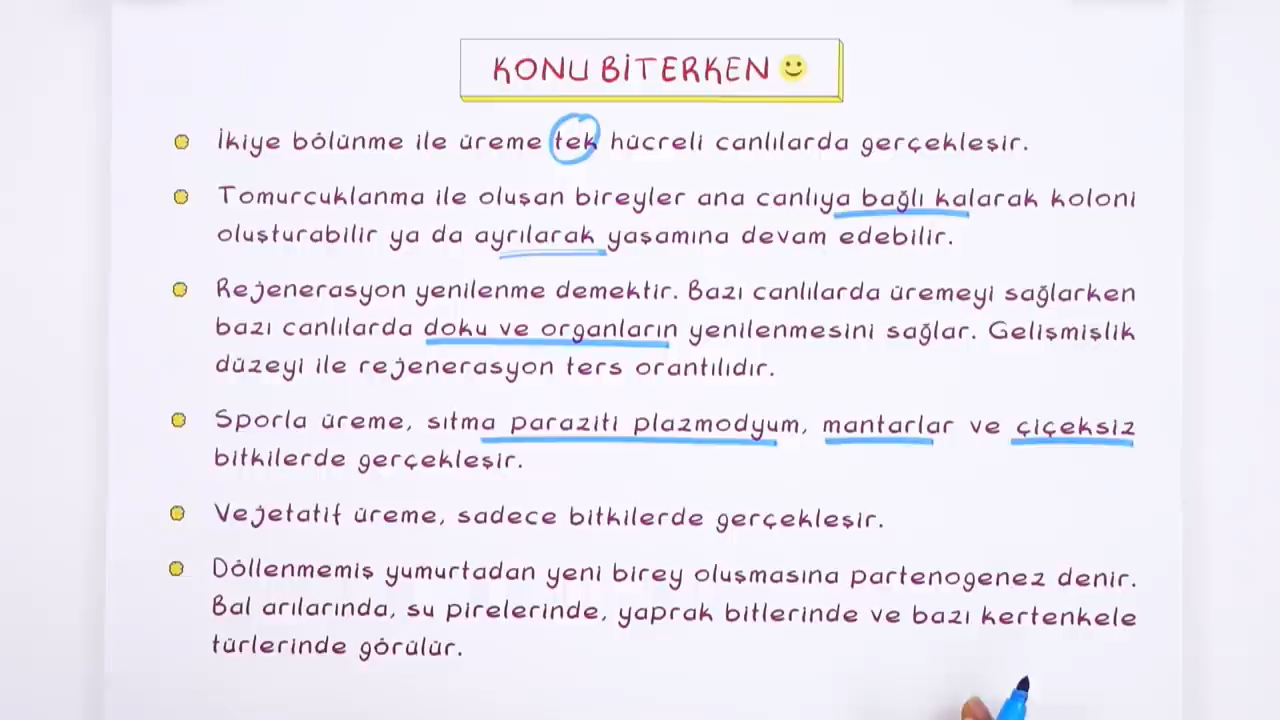 KONU BİTERKEN
İkiye bölünme ile üreme tek hücreli canlılarda gerçekleşir.
Tomurcuklanma ile oluşan bireyler ana canlıya bağlı kalarak koloni
oluşturabilir ya da ayrılarak yaşamına devam edebilir.
Rejenerasyon yenilenme demektir. Bazı canlılarda üremeyi sağlarken
bazı canlılarda doku ve organların yenilenmesini sağlar. Gelişmişlik
düzeyi ile rejenerasyon ters orantılıdır.
Sporla üreme, sıtma paraziti plazmodyum, mantarlar ve çiçeksiz
bitkilerde gerçekleşir.
Vejetatif üreme, sadece bitkilerde gerçekleşir.
Döllenmemiş yumurtadan yeni birey oluşmasına partenogenez denir.
Bal arılarında, su pirelerinde, yaprak bitlerinde ve bazı kertenkele
türlerinde görülür.